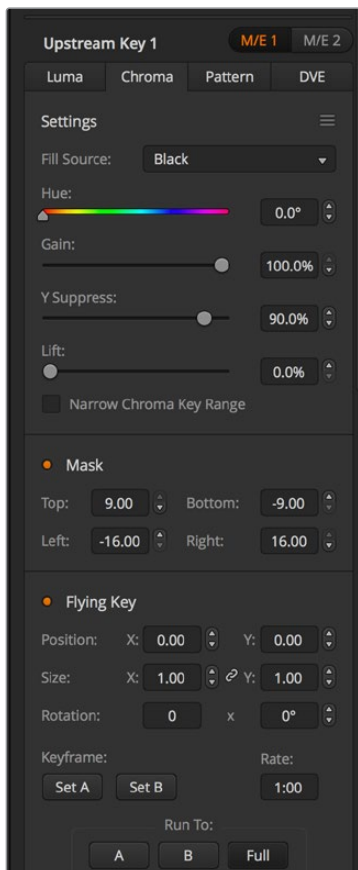 Upstream Key 1 M/E 1 M/E 2
Luma Chroma Pattern DVE
Settings
Fill Source: Black
Hue:
0.0°
Gain:
100.0%
Y Suppress:
90.0%
Lift:
0.0%
Narrow Chroma Key Range
Mask
Top: 9.00 Bottom: -9.00
Left: -16.00 Right: 16.00
Flying Key
Position: X: 0.00 Y: 0.00
Size: X: 1.00 Y: 1.00
Rotation: 0 x 0°
Keyframe: Rate:
Set A Set B 1:00
Run To:
A B Full